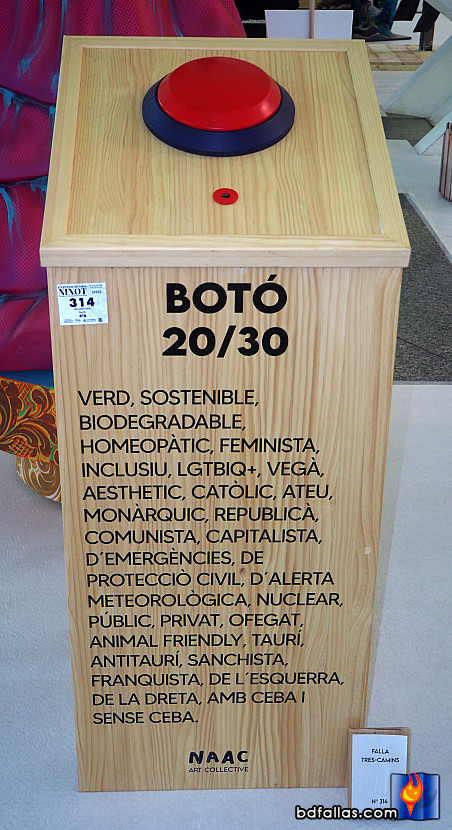 NINOT
314
BOTÓ
20/30
VERD, SOSTENIBLE,
BIODEGRADABLE,
HOMEOPÀTIC, FEMINISTA,
INCLUSIU, LGTBIQ+, VEGÀ,
AESTHETIC, CATÒLIC, ATEU,
MONÀRQUIC, REPUBLICÀ,
COMUNISTA, CAPITALISTA,
D´EMERGÈNCIES, DE
PROTECCIÒ CIVIL, D´ALERTA
METEOROLÒGICA, NUCLEAR,
PÚBLIC, PRIVAT, OFEGAT,
ANIMAL FRIENDLY, TAURÍ,
ANTITAURÍ, SANCHISTA,
FRANQUISTA, DE L´ESQUERRA,
DE LA DRETA, AMB CEBA I
SENSE CEBA.
NAAC
ART COLLECTIVE
FALLA
TRES-CAMINS
Nº 314
bdfallas.com